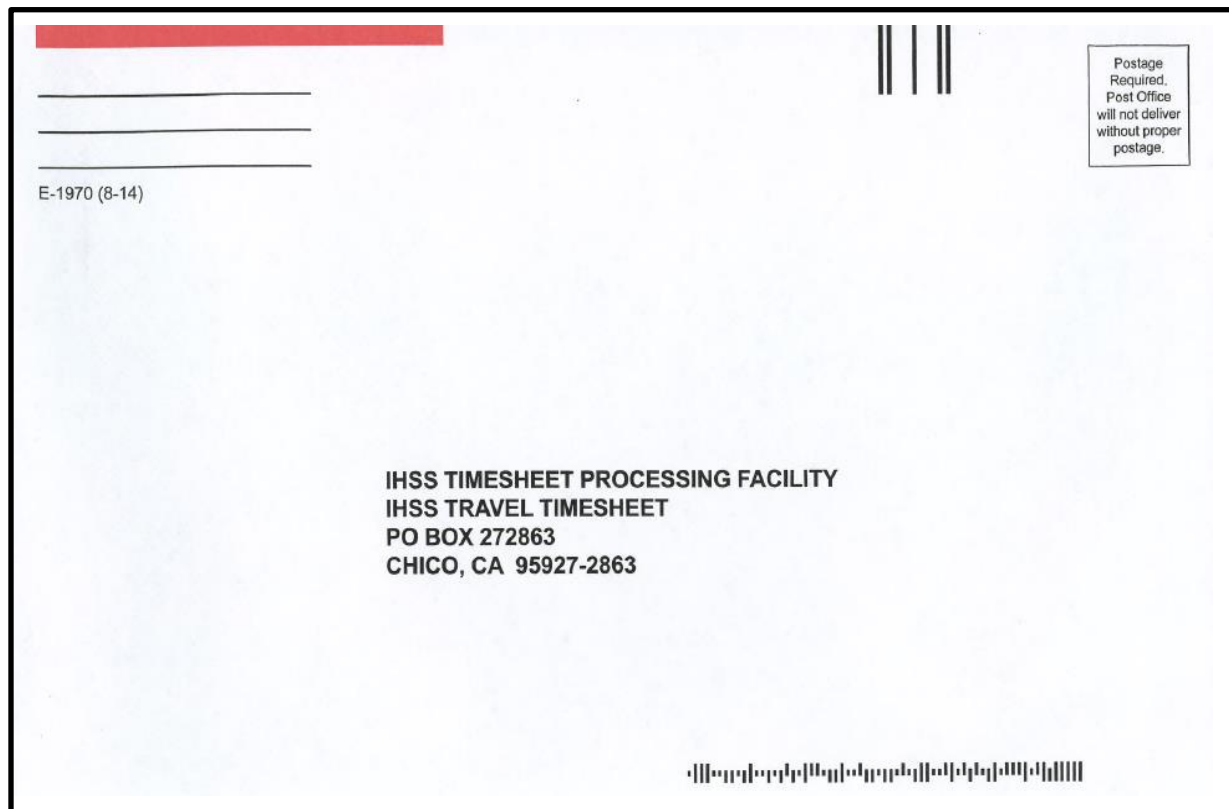 Postage
Required,
Post Office
will not deliver
without proper
postage.
E-1970 (8-14)
IHSS TIMESHEET PROCESSING FACILITY
IHSS TRAVEL TIMESHEET
PO BOX 272863
CHICO, CA 95927-2863